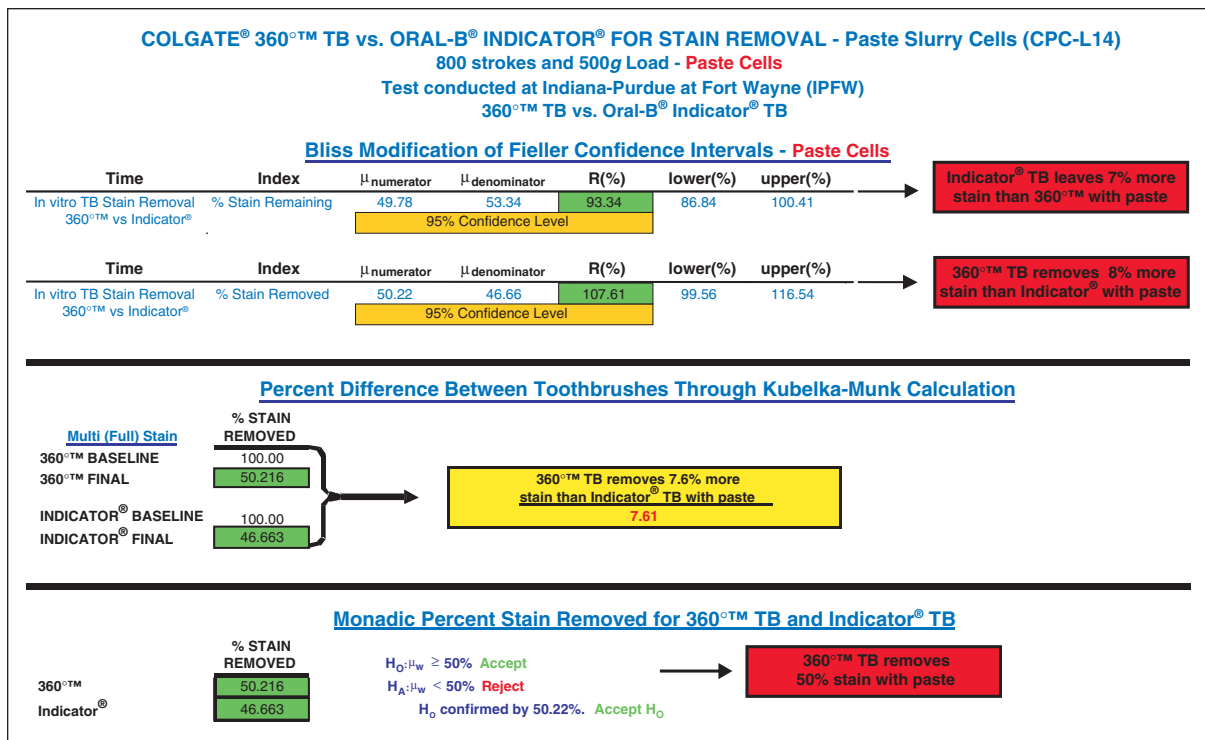 COLGATE® 360°™ TB vs. ORAL-B® INDICATOR® FOR STAIN REMOVAL - Paste Slurry Cells (CPC-L14)
800 strokes and 500g Load - Paste Cells
Test conducted at Indiana-Purdue at Fort Wayne (IPFW)
360°™ TB vs. Oral-B® Indicator® TB
Bliss Modification of Fieller Confidence Intervals - Paste Cells
Time Index μ numerator μ denominator R(%) lower(%) upper(%)
In vitro TB Stain Removal % Stain Remaining 49.78 53.34 93.34 86.84 100.41
360°™ vs Indicator® . 95% Confidence Level
Indicator® TB leaves 7% more
stain than 360°™ with paste
Time Index μ numerator μ denominator R(%) lower(%) upper(%)
In vitro TB Stain Removal % Stain Removed 50.22 46.66 107.61 99.56 116.54
360°™ vs Indicator® 95% Confidence Level
360°™ TB removes 8% more
stain than Indicator® with paste
Percent Difference Between Toothbrushes Through Kubelka-Munk Calculation
% STAIN
Multi (Full) Stain REMOVED
360°™ BASELINE 100.00
360°™ FINAL 50.216
INDICATOR® BASELINE 100.00
INDICATOR® FINAL 46.663
360°™ TB removes 7.6% more
stain than Indicator® TB with paste
7.61
Monadic Percent Stain Removed for 360°™ TB and Indicator® TB
% STAIN
REMOVED
360°™ 50.216
Indicator® 46.663
HO:μw ≥ 50% Accept
HA:μw < 50% Reject
HO confirmed by 50.22%. Accept HO
360°™ TB removes
50% stain with paste